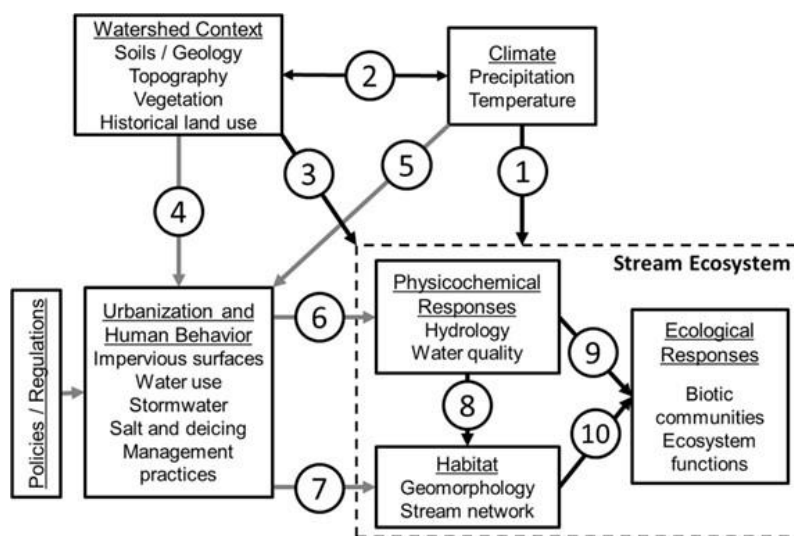 Watershed Context
Soils / Geology
Topography
Vegetation
Historical land use
2
Climate
Precipitation
Temperature
3
5
1
4
Stream Ecosystem
Policies / Regulations
Urbanization and
Human Behavior
Impervious surfaces
Water use
Stormwater
Salt and deicing
Management
practices
6
7
Physicochemical
Responses
Hydrology
Water quality
8
9
10
Habitat
Geomorphology
Stream network
Ecological
Responses
Biotic
communities
Ecosystem
functions